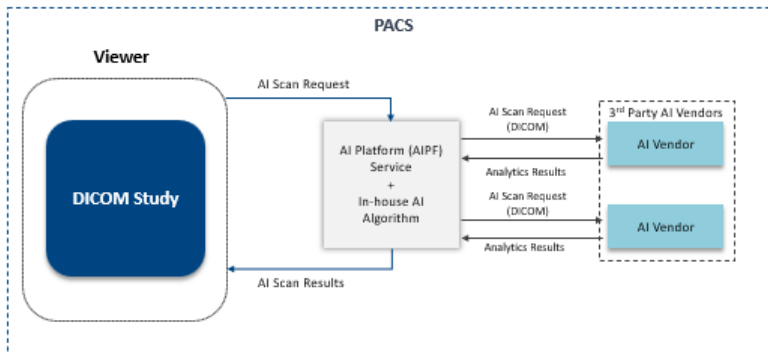 PACS
Viewer
DICOM Study
AI Scan Request
AI Platform (AIPF)
Service
+
In-house AI
Algorithm
AI Scan Results
AI Scan Request
(DICOM)
Analytics Results
AI Scan Request
(DICOM)
Analytics Results
3rd Party AI Vendors
AI Vendor
AI Vendor